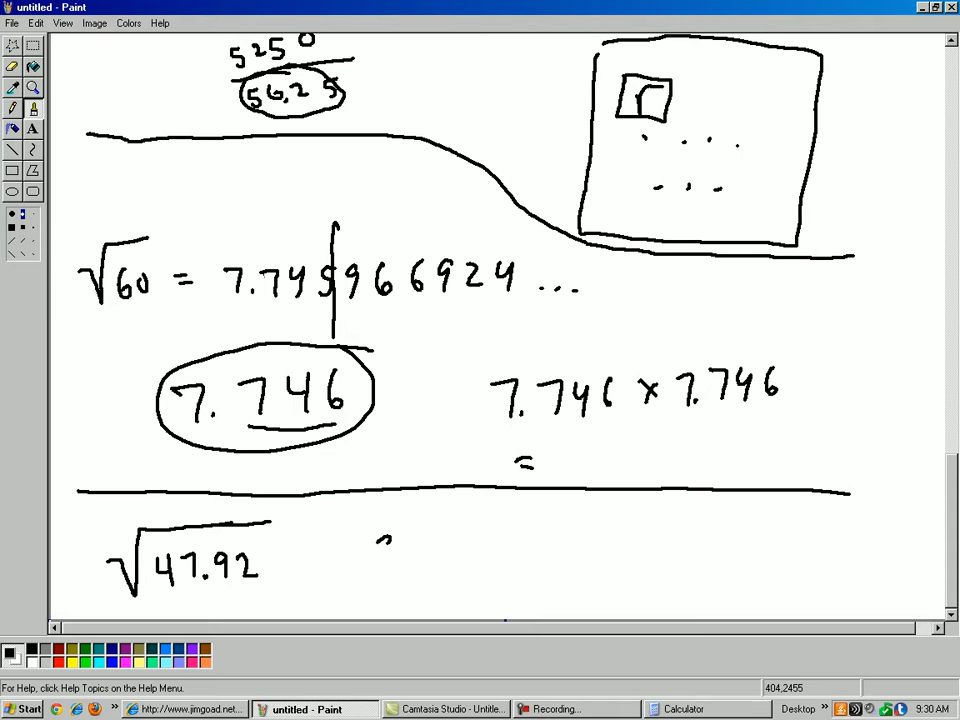 untitled - Paint
File Edit View Image Colors Help
5250
56.25
√60 = 7.745966924...
7.746
7.746 x 7.746
=
√47.92
For Help, click Help Topics on the Help Menu.
404,2455
Start
http://www.jimgoad.net...
untitled - Paint
Camtasia Studio - Untitle...
Recording...
Calculator
Desktop
9:30 AM